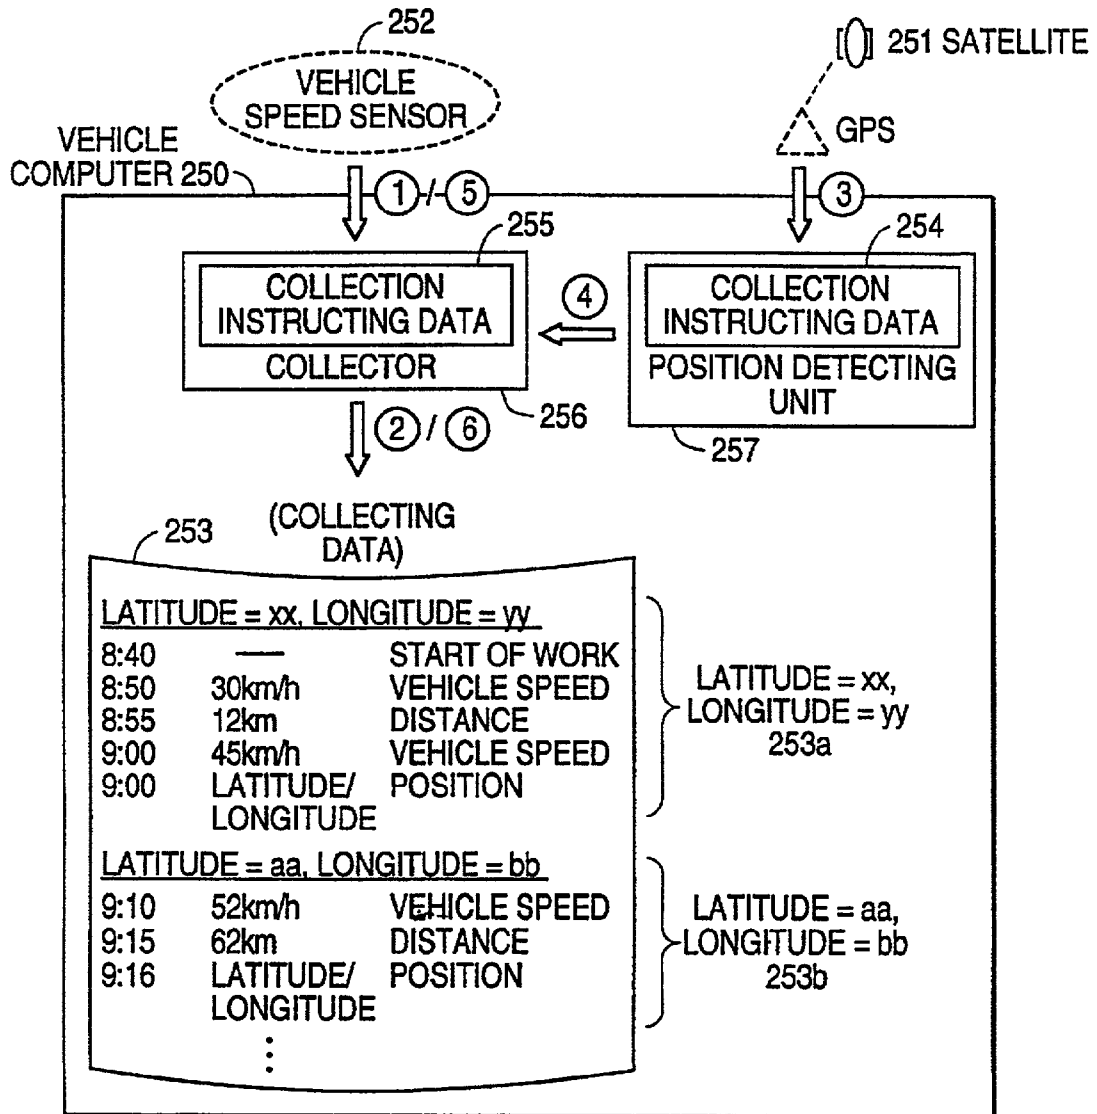 252
VEHICLE
SPEED SENSOR
251 SATELLITE
GPS
VEHICLE
COMPUTER 250
① / ⑤
③
255
COLLECTION
INSTRUCTING DATA
COLLECTOR
256
④
254
COLLECTION
INSTRUCTING DATA
POSITION DETECTING
UNIT
257
② / ⑥
(COLLECTING
DATA)
253
LATITUDE = xx, LONGITUDE = yy
8:40 — START OF WORK
8:50 30km/h VEHICLE SPEED
8:55 12km DISTANCE
9:00 45km/h VEHICLE SPEED
9:00 LATITUDE/ POSITION
LONGITUDE
LATITUDE = xx,
LONGITUDE = yy
253a
LATITUDE = aa, LONGITUDE = bb
9:10 52km/h VEHICLE SPEED
9:15 62km DISTANCE
9:16 LATITUDE/ POSITION
LONGITUDE
LATITUDE = aa,
LONGITUDE = bb
253b